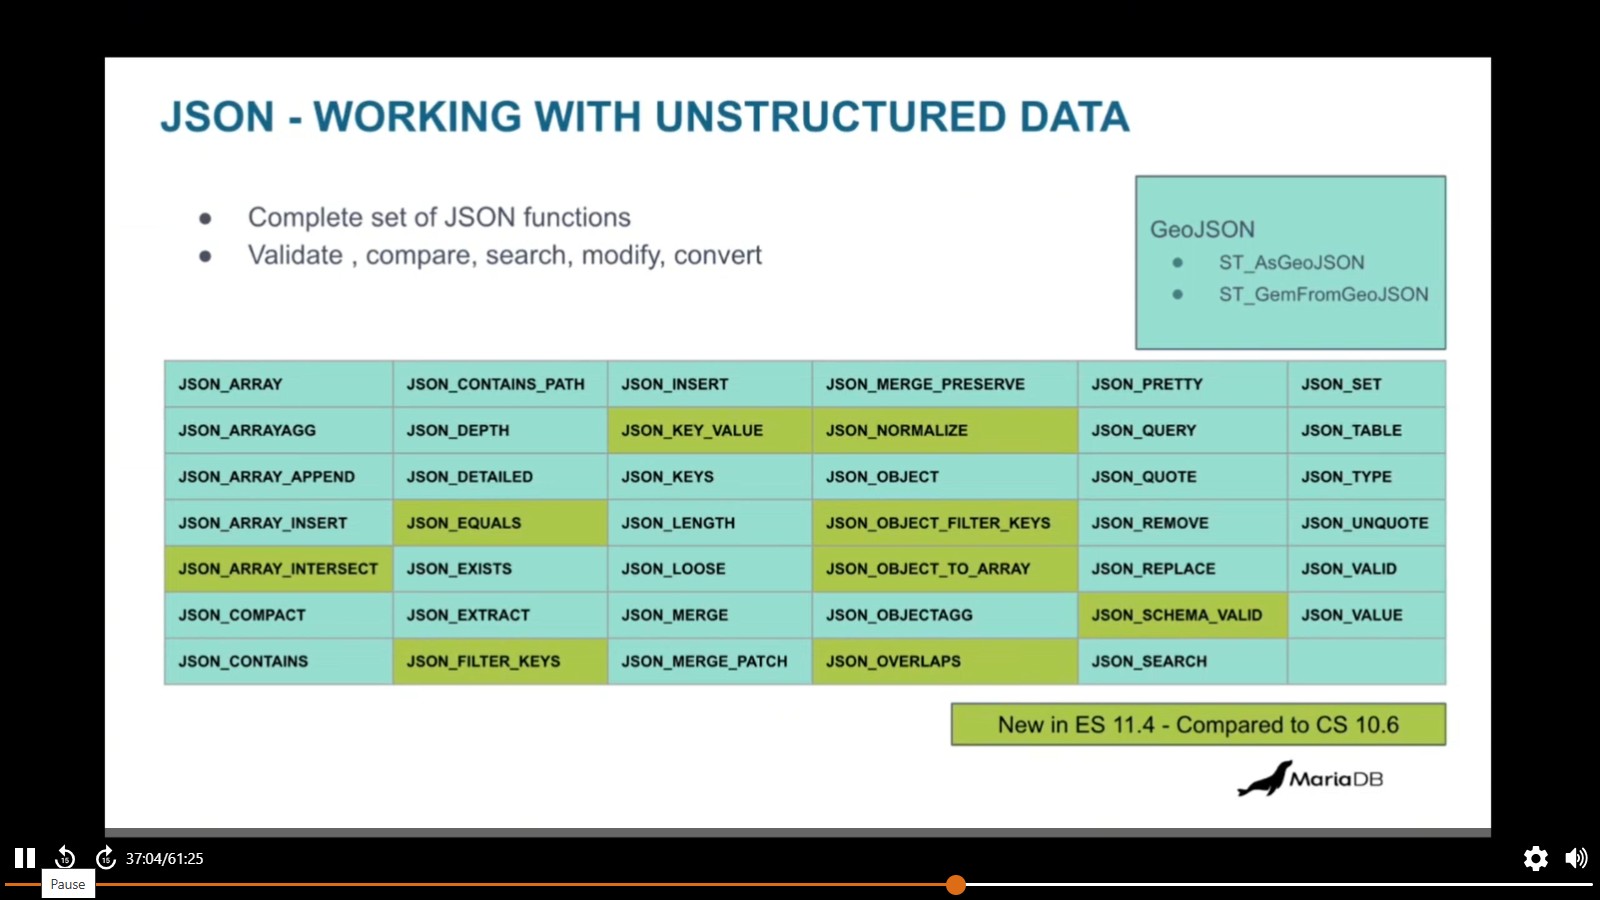 JSON - WORKING WITH UNSTRUCTURED DATA
● Complete set of JSON functions
● Validate , compare, search, modify, convert
GeoJSON
● ST_AsGeoJSON
● ST_GemFromGeoJSON
JSON_ARRAY JSON_CONTAINS_PATH JSON_INSERT JSON_MERGE_PRESERVE JSON_PRETTY JSON_SET
JSON_ARRAYAGG JSON_DEPTH JSON_KEY_VALUE JSON_NORMALIZE JSON_QUERY JSON_TABLE
JSON_ARRAY_APPEND JSON_DETAILED JSON_KEYS JSON_OBJECT JSON_QUOTE JSON_TYPE
JSON_ARRAY_INSERT JSON_EQUALS JSON_LENGTH JSON_OBJECT_FILTER_KEYS JSON_REMOVE JSON_UNQUOTE
JSON_ARRAY_INTERSECT JSON_EXISTS JSON_LOOSE JSON_OBJECT_TO_ARRAY JSON_REPLACE JSON_VALID
JSON_COMPACT JSON_EXTRACT JSON_MERGE JSON_OBJECTAGG JSON_SCHEMA_VALID JSON_VALUE
JSON_CONTAINS JSON_FILTER_KEYS JSON_MERGE_PATCH JSON_OVERLAPS JSON_SEARCH
New in ES 11.4 - Compared to CS 10.6
MariaDB
15 15 37:04/61:25
Pause